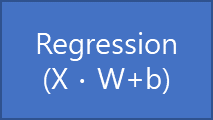 Regression
(X · W+b)